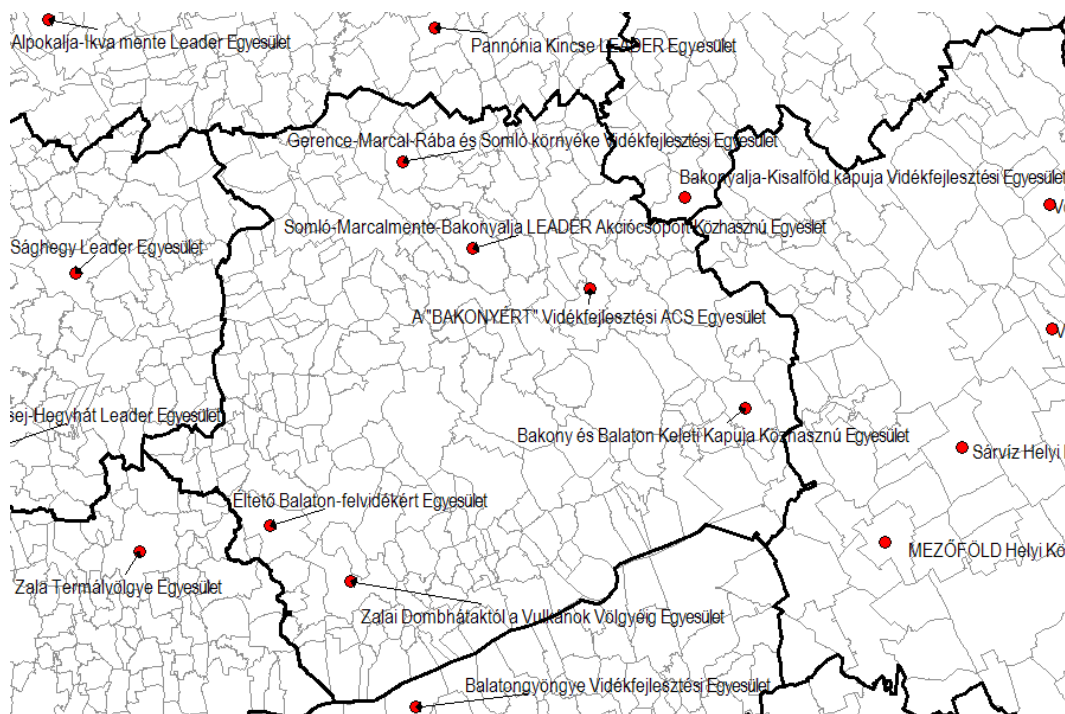 Alpokalja-Ikva mente Leader Egyesület
Pannónia Kincse LEADER Egyesület
Gerence-Marcal-Rába és Somló környéke Vidékfejlesztési Egyesület
Bakonyalja-Kisalföld kapuja Vidékfejlesztési Egyesület
Somló-Marcalmente-Bakonyalja LEADER Akciócsoport Közhasznú Egyeslet
Sághegy Leader Egyesület
A "BAKONYÉRT" Vidékfejlesztési ACS Egyesület
sej-Hegyhát Leader Egyesület
Bakony és Balaton Keleti Kapuja Közhasznú Egyesület
Sárvíz Helyi
Éltető Balaton-felvidékért Egyesület
MEZŐFÖLD Helyi Kö
Zala Termálvölgye Egyesület
Zalai Dombhátaktól a Vulkánok Völgyéig Egyesület
Balatongyöngye Vidékfejlesztési Egyesület